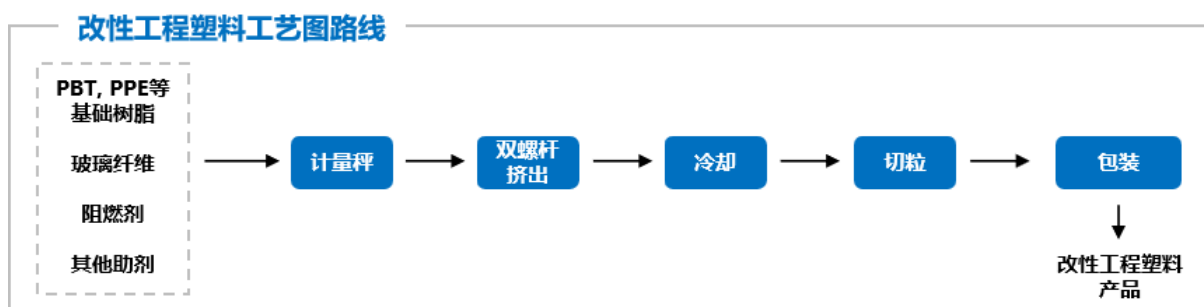 改性工程塑料工艺图路线
PBT, PPE等
基础树脂
玻璃纤维
阻燃剂
其他助剂
计量秤
双螺杆
挤出
冷却
切粒
包装
改性工程塑料
产品